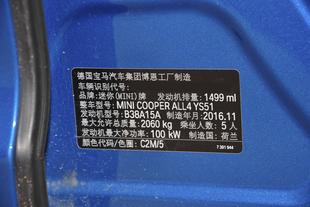 德国宝马汽车集团博恩工厂制造
车辆识别代号:
品牌: 迷你(MINI)牌 发动机排量: 1499 ml
整车型号: MINI COOPER ALL4 YS51
发动机型号: B38A15A 制造年月: 2016.11
最大允许总质量: 2060 kg 乘坐人数: 5 人
发动机最大净功率: 100 kW 制造国: 荷兰
颜色代码/色圈: C2M/5
7 391 944